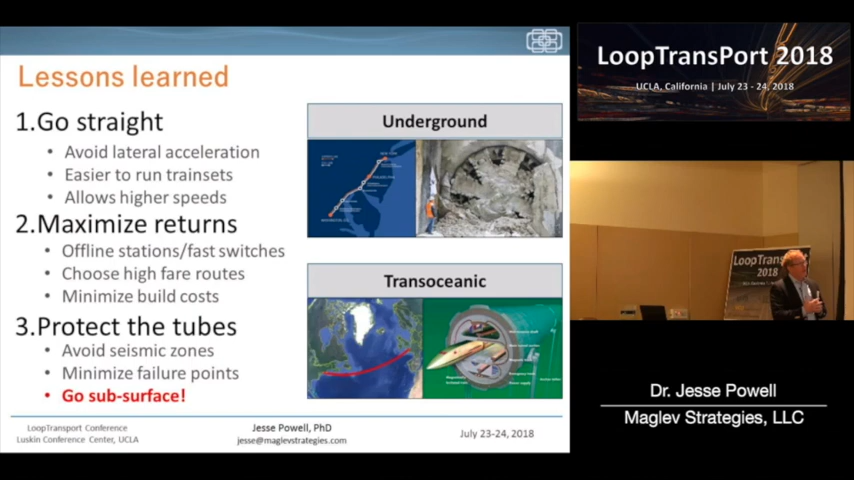 Lessons learned
1.Go straight
• Avoid lateral acceleration
• Easier to run trainsets
• Allows higher speeds
2.Maximize returns
• Offline stations/fast switches
• Choose high fare routes
• Minimize build costs
3.Protect the tubes
• Avoid seismic zones
• Minimize failure points
• Go sub-surface!
Underground
Transoceanic
LoopTransport Conference
Luskin Conference Center, UCLA
Jesse Powell, PhD
jesse@maglevstrategies.com
July 23-24, 2018
LoopTransPort 2018
UCLA, California | July 23 - 24, 2018
LoopTrans
2018
Dr. Jesse Powell
Maglev Strategies, LLC